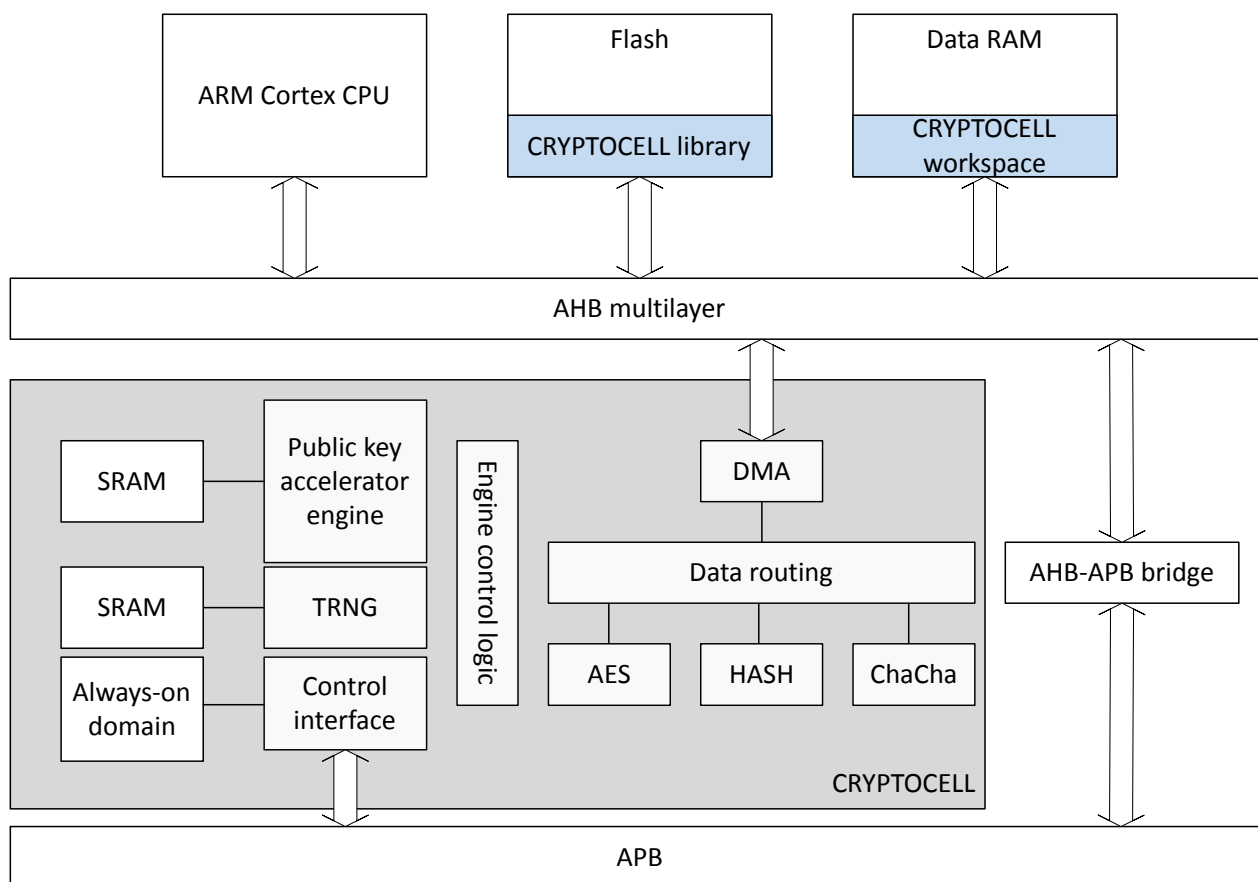 ARM Cortex CPU
Flash
CRYPTOCELL library
Data RAM
CRYPTOCELL
workspace
AHB multilayer
SRAM
Public key
accelerator
engine
Engine control logic
DMA
Data routing
AHB-APB bridge
SRAM
TRNG
AES
HASH
ChaCha
Always-on
domain
Control
interface
CRYPTOCELL
APB